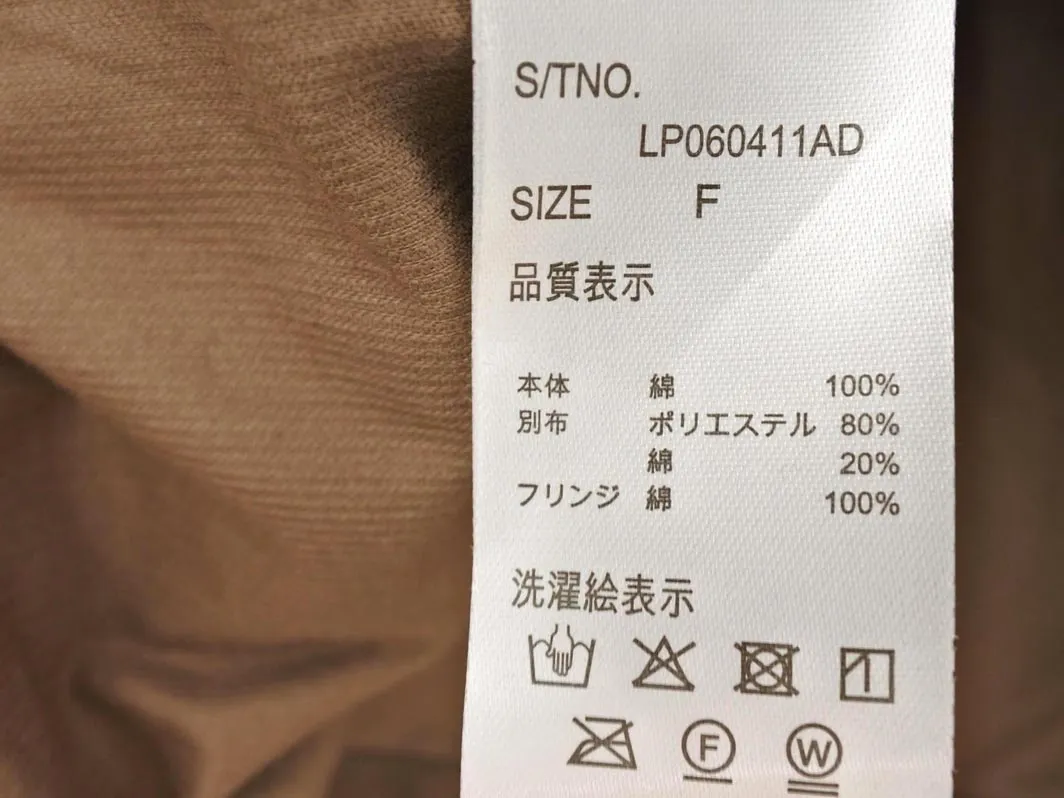 S/TNO.
LP060411AD
SIZE F
品質表示
本体 綿 100%
別布 ポリエステル 80%
綿 20%
フリンジ 綿 100%
洗濯絵表示
F W